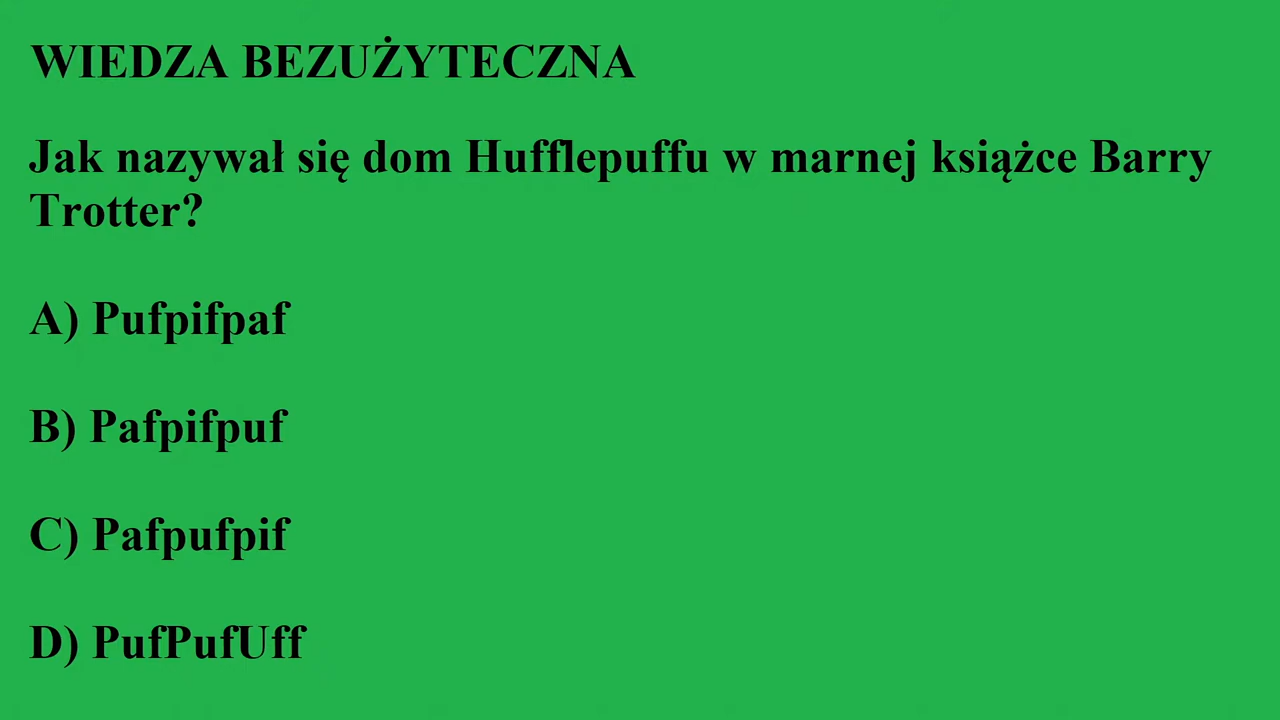 WIEDZA BEZUŻYTECZNA
Jak nazywał się dom Hufflepuffu w marnej książce Barry
Trotter?
A) Pufpifpaf
B) Pafpifpuf
C) Pafpufpif
D) PufPufUff